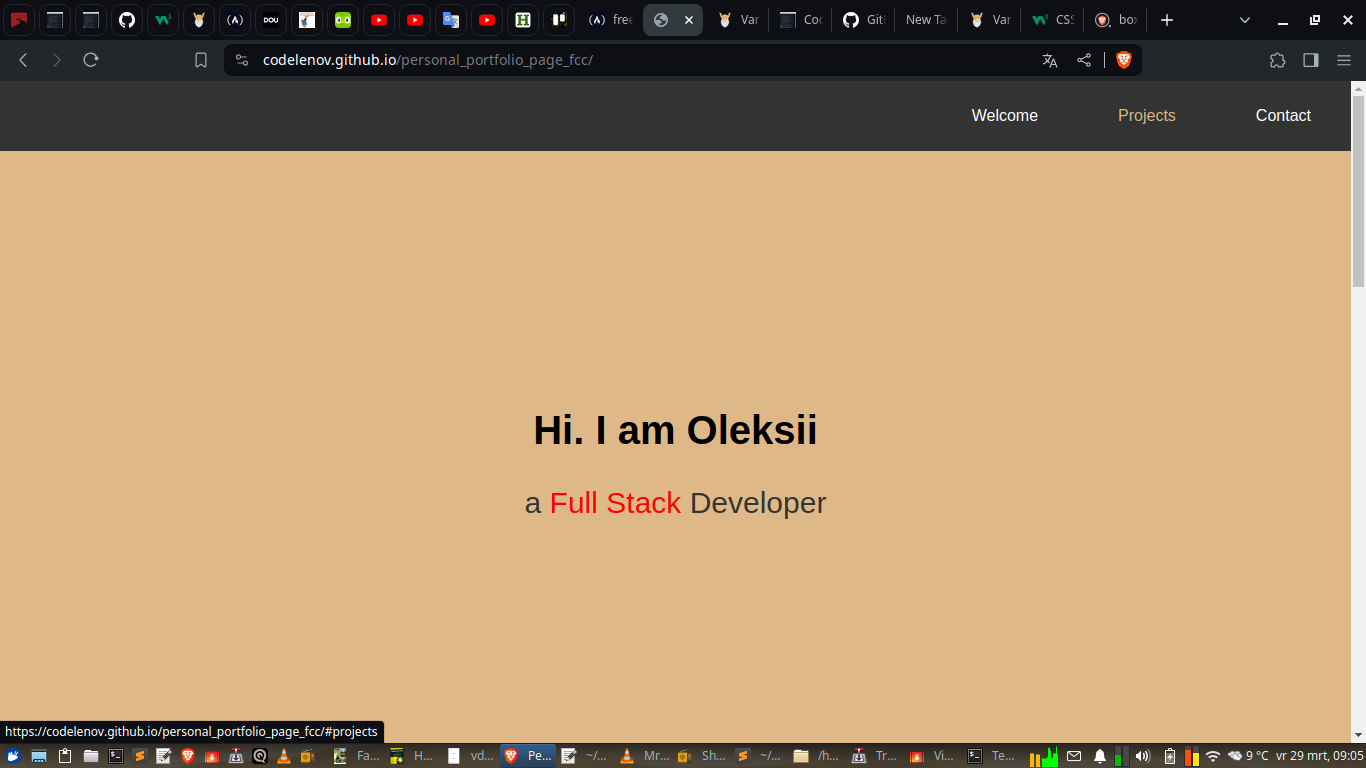 DOU
free
Var
Coc
Git
New Ta
Var
CSS
box
codelenov.github.io/personal_portfolio_page_fcc/
Welcome
Projects
Contact
Hi. I am Oleksii
a Full Stack Developer
https://codelenov.github.io/personal_portfolio_page_fcc/#projects
Fa...
H...
vd...
Pe...
~/...
Mr...
Sh...
~/...
/h...
Tr...
Vi...
Te...
9 °C
vr 29 mrt, 09:05